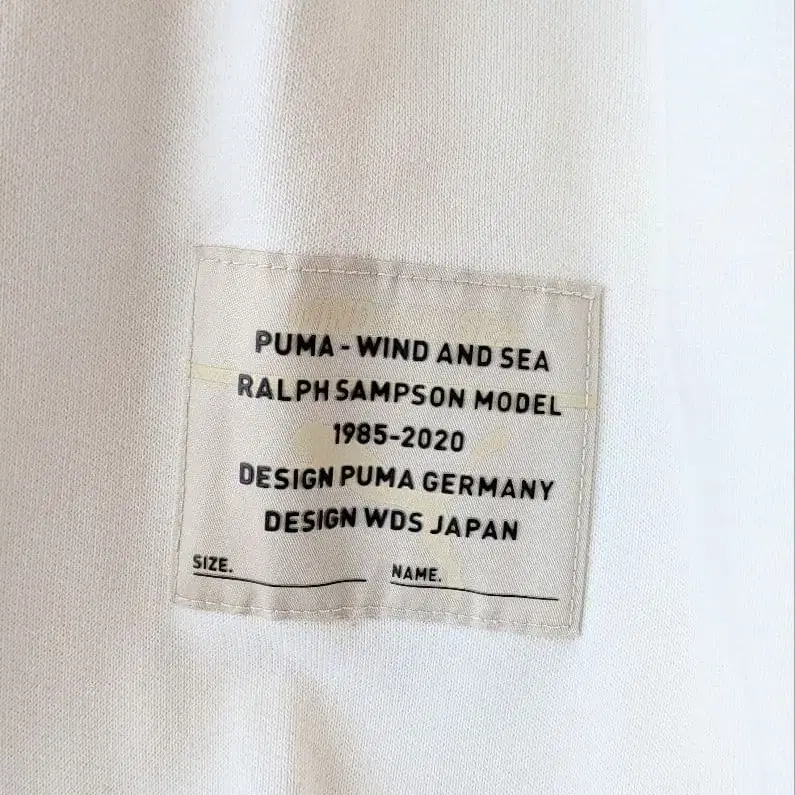 PUMA - WIND AND SEA
RALPH SAMPSON MODEL
1985-2020
DESIGN PUMA GERMANY
DESIGN WDS JAPAN
SIZE. NAME.